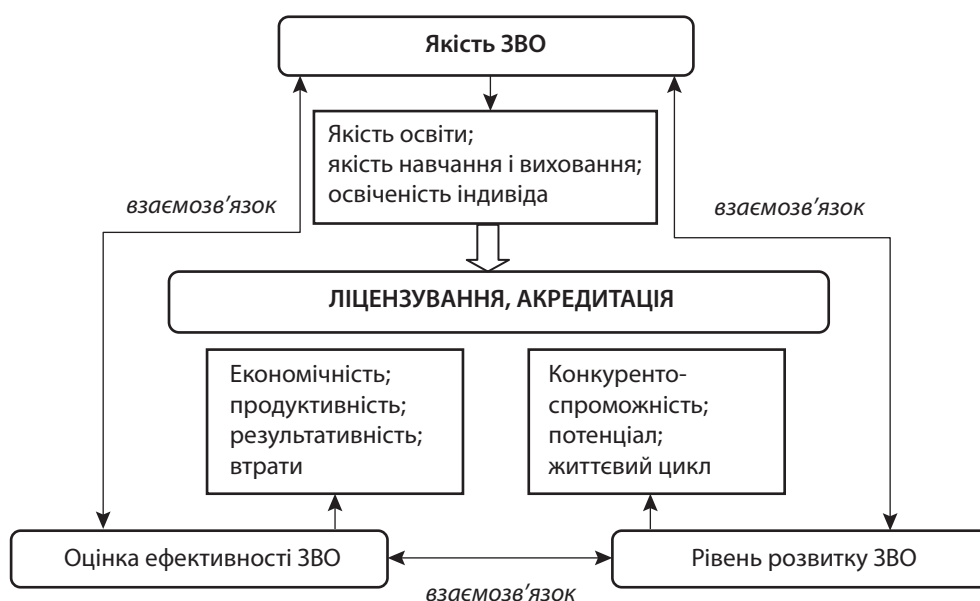 Якість ЗВО
Якість освіти;
якість навчання і виховання;
освіченість індивіда
взаємозв'язок
взаємозв'язок
ЛІЦЕНЗУВАННЯ, АКРЕДИТАЦІЯ
Економічність;
продуктивність;
результативність;
втрати
Конкуренто-
спроможність;
потенціал;
життєвий цикл
Оцінка ефективності ЗВО
Рівень розвитку ЗВО
взаємозв'язок